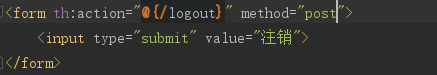 <form th:action="@{/logout}" method="post">
<input type="submit" value="注销">
</form>